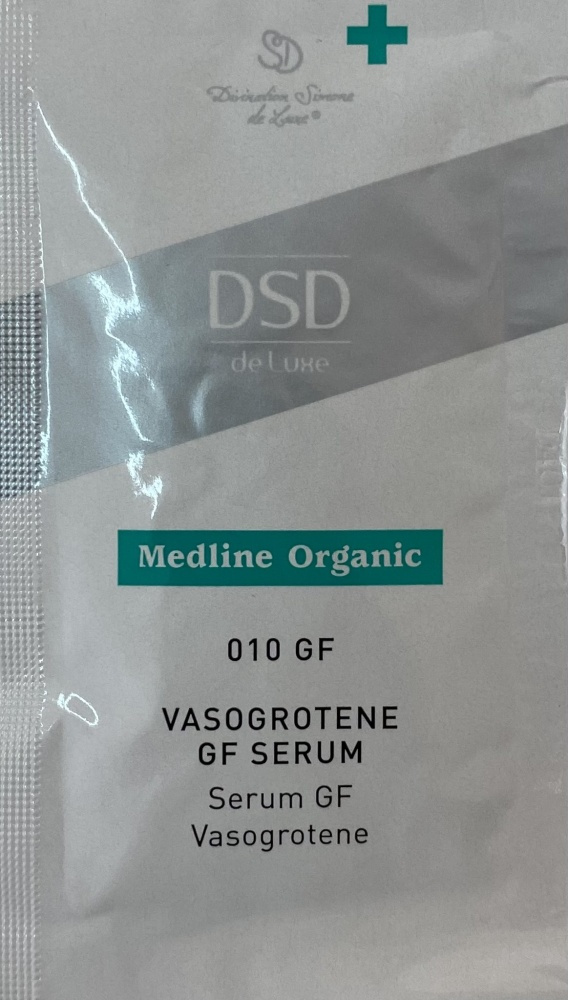 SD
Divination Simone
de Luxe®
DSD
de Luxe
Medline Organic
010 GF
VASOGROTENE
GF SERUM
Serum GF
Vasogrotene